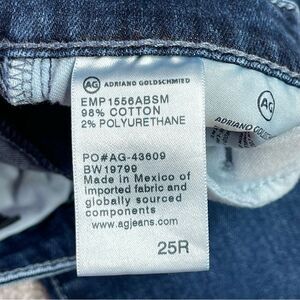 AG ADRIANO GOLDSCHMIED
EMP1556ABSM
98% COTTON
2% POLYURETHANE
PO#AG-43609
BW19799
Made in Mexico of
imported fabric and
globally sourced
components
www.agjeans.com
25R
AG
ADRIANO